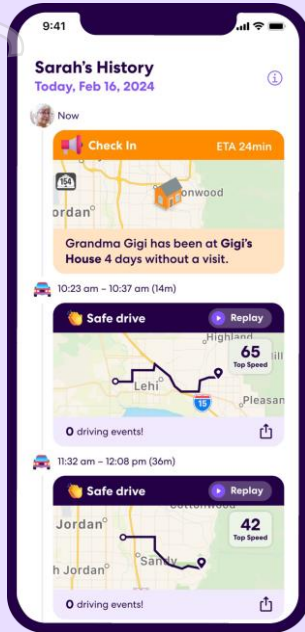 9:41
Sarah's History
Today, Feb 16, 2024
Now
Check In
ETA 24min
154
onwood
ordan
Grandma Gigi has been at Gigi's
House 4 days without a visit.
10:23 am – 10:37 am (14m)
Safe drive
Replay
Highland
65
Top Speed
ill
Lehi
15
Pleasan
0 driving events!
11:32 am – 12:08 pm (36m)
Safe drive
Replay
Cottonwood
Jordan
42
Top Speed
Sandy
h Jordan
0 driving events!